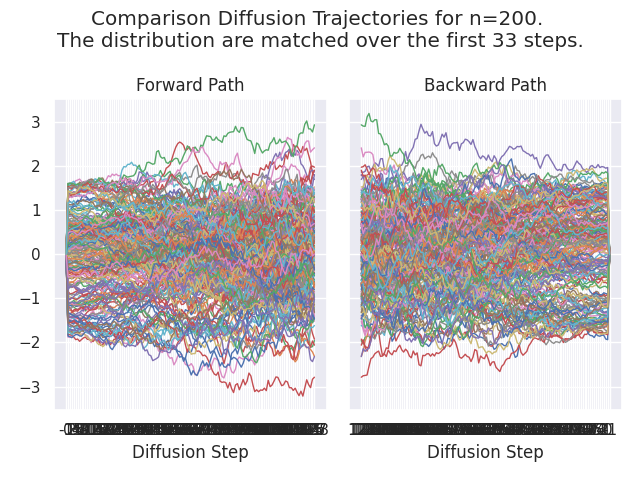 Comparison Diffusion Trajectories for n=200.
The distribution are matched over the first 33 steps.
Forward Path
Backward Path
3
2
1
0
−1
−2
−3
Diffusion Step
Diffusion Step